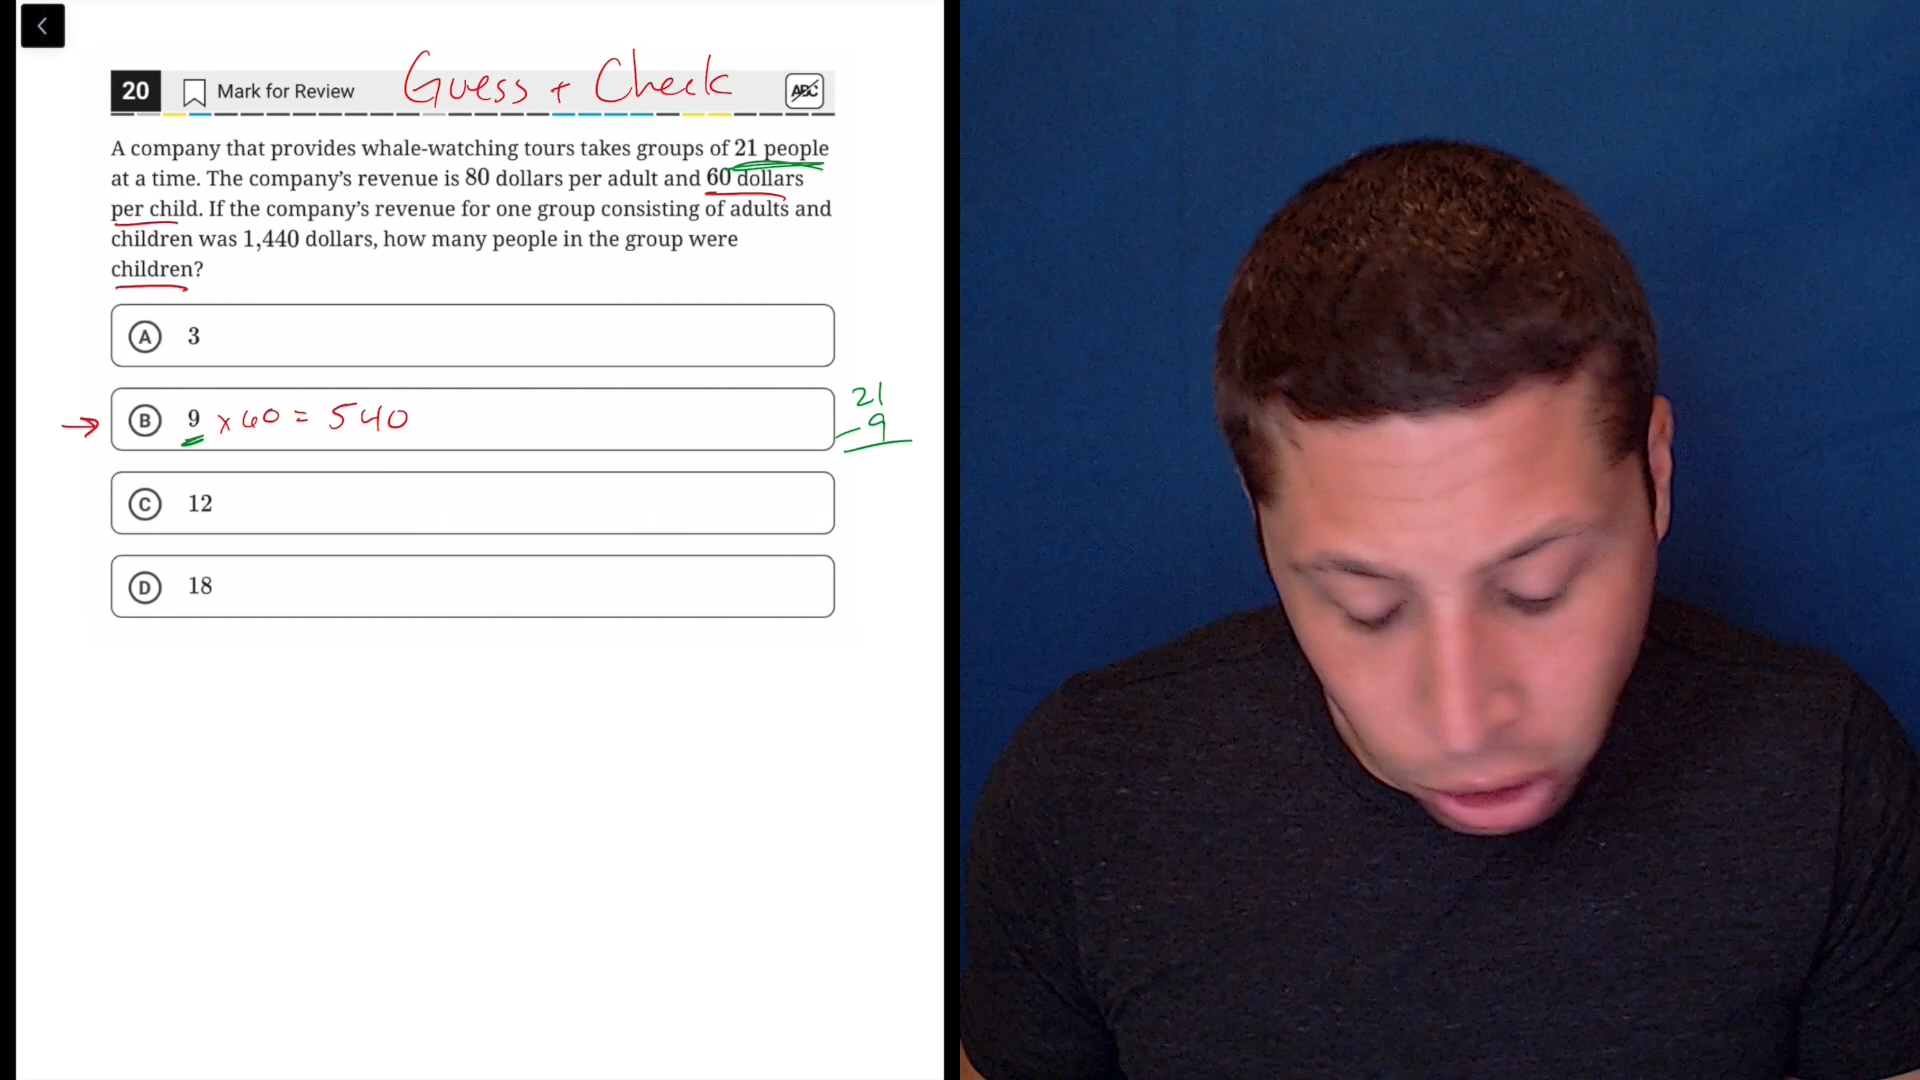 20 Mark for Review Guess + Check ABC
A company that provides whale-watching tours takes groups of 21 people
at a time. The company's revenue is 80 dollars per adult and 60 dollars
per child. If the company's revenue for one group consisting of adults and
children was 1,440 dollars, how many people in the group were
children?
A 3
B 9 x 60 = 540
21
- 9
C 12
D 18